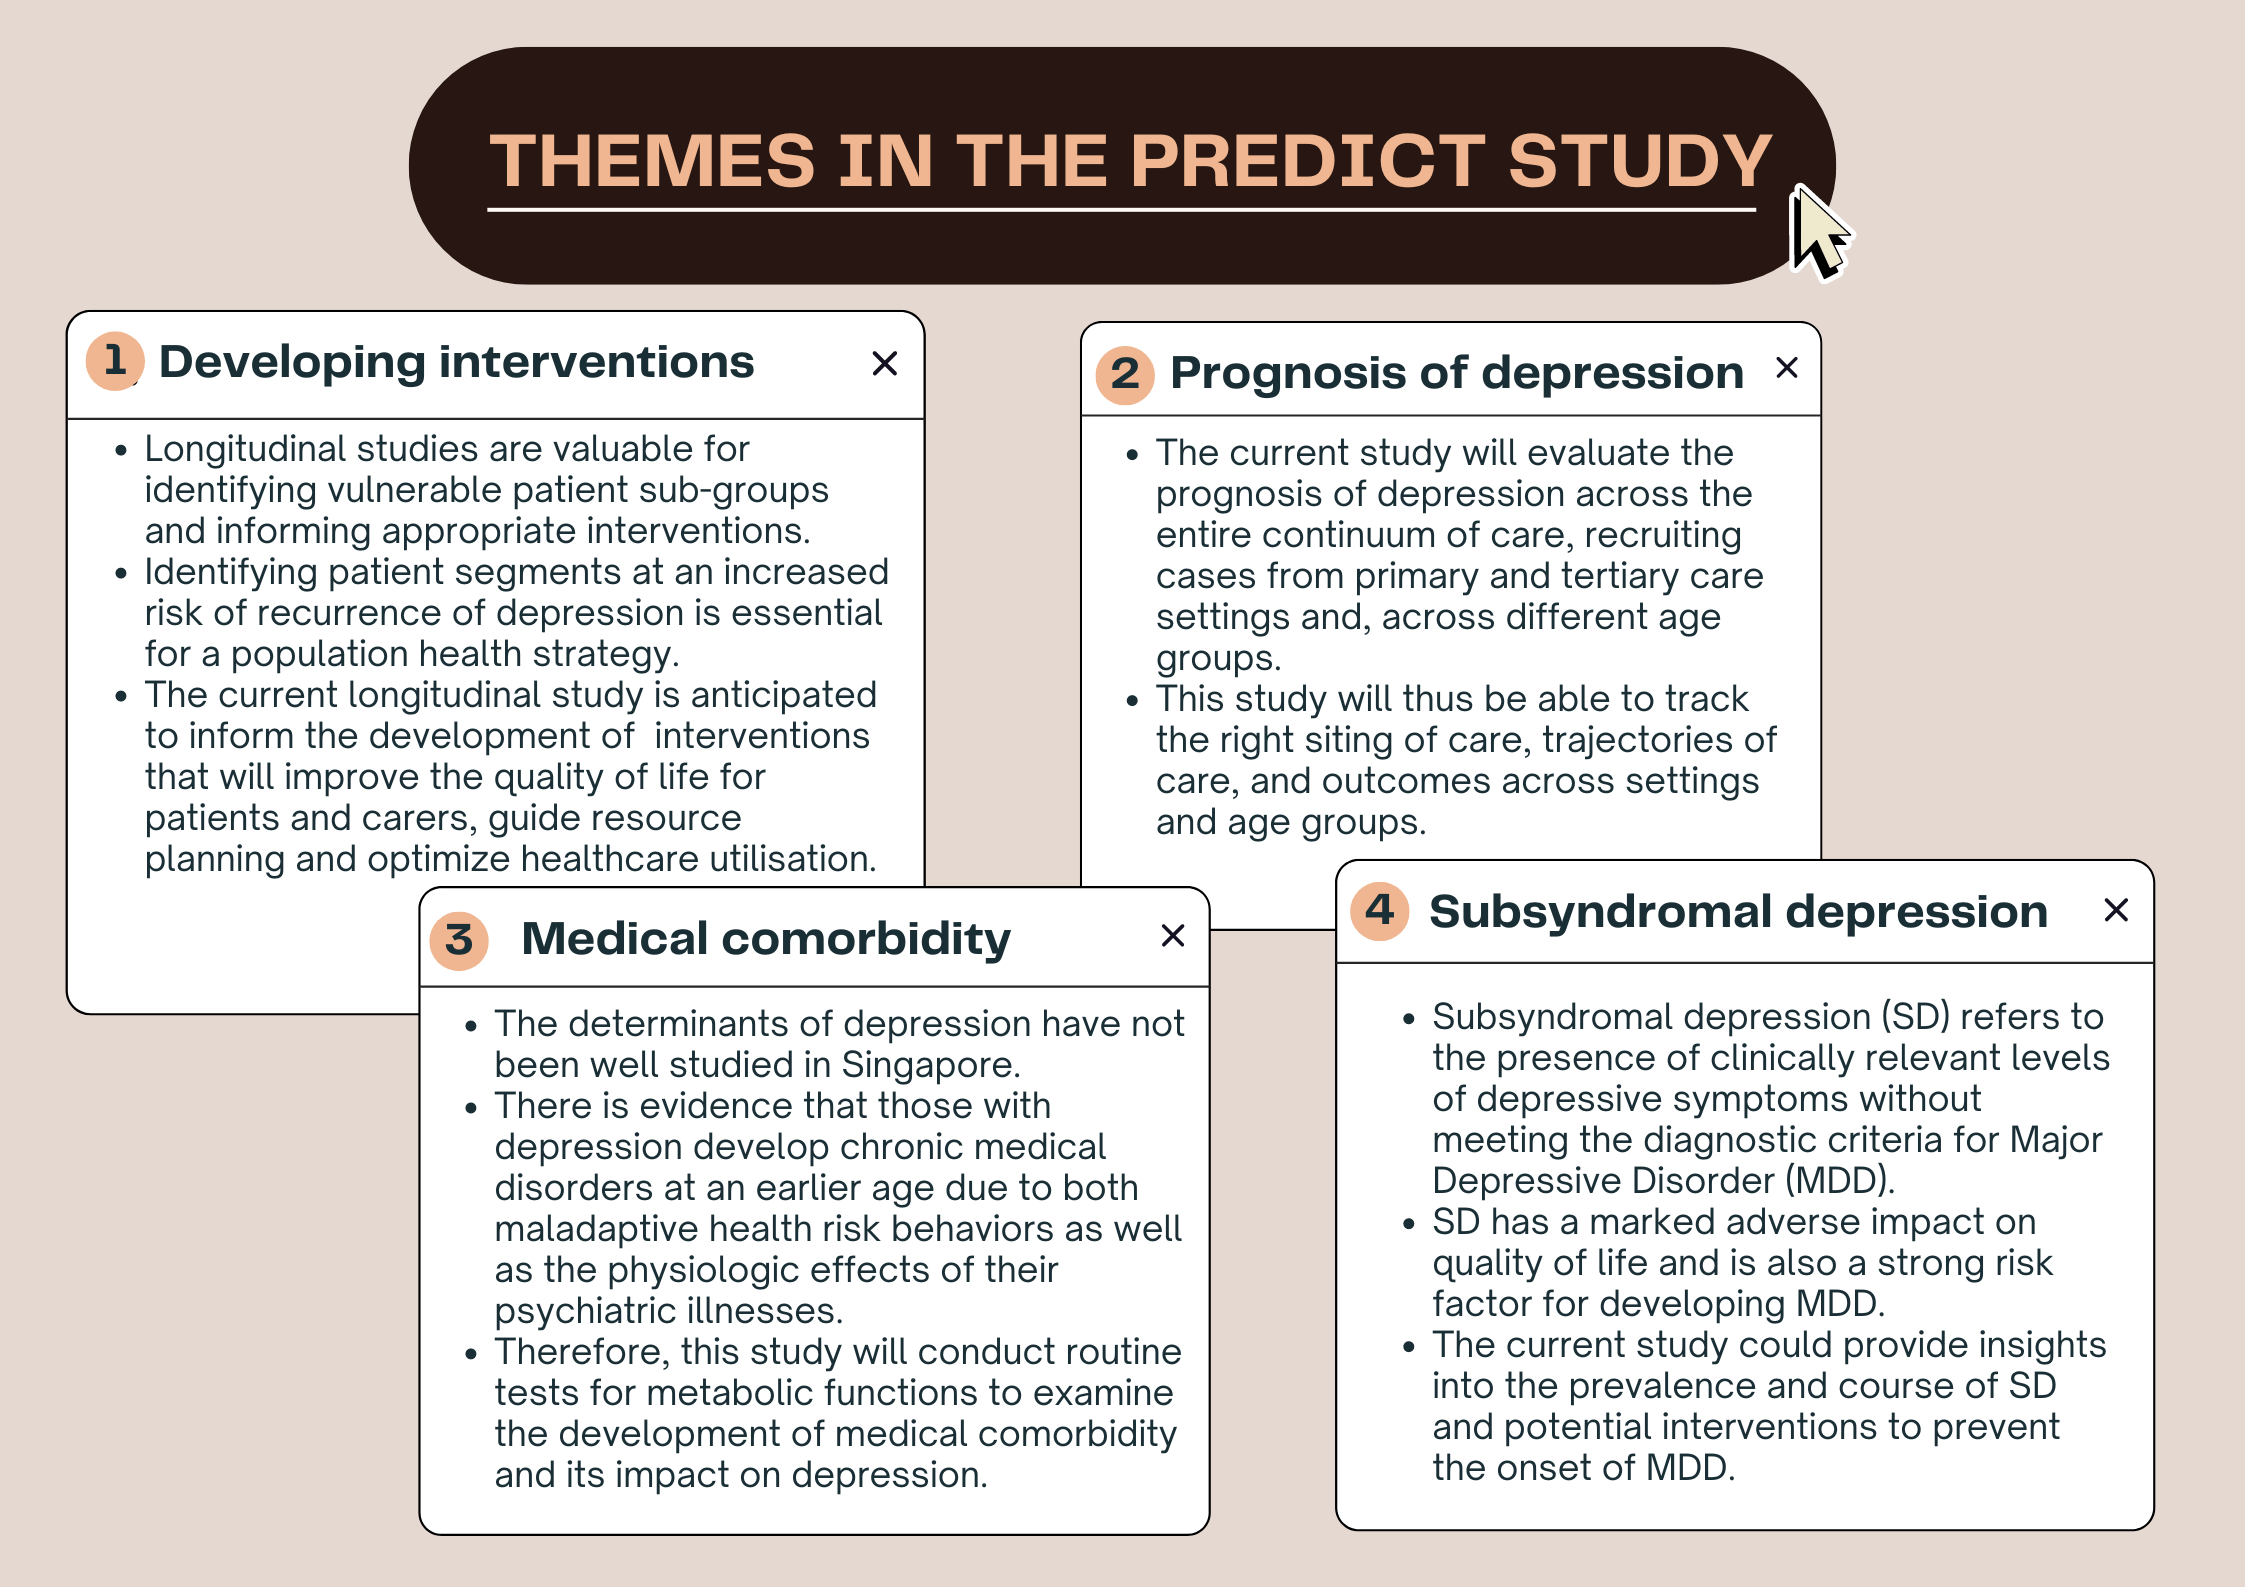 THEMES IN THE PREDICT STUDY
1 Developing interventions
• Longitudinal studies are valuable for
identifying vulnerable patient sub-groups
and informing appropriate interventions.
• Identifying patient segments at an increased
risk of recurrence of depression is essential
for a population health strategy.
• The current longitudinal study is anticipated
to inform the development of  interventions
that will improve the quality of life for
patients and carers, guide resource
planning and optimize healthcare utilisation.
2 Prognosis of depression
• The current study will evaluate the
prognosis of depression across the
entire continuum of care, recruiting
cases from primary and tertiary care
settings and, across different age
groups.
• This study will thus be able to track
the right siting of care, trajectories of
care, and outcomes across settings
and age groups.
3 Medical comorbidity
• The determinants of depression have not
been well studied in Singapore.
• There is evidence that those with
depression develop chronic medical
disorders at an earlier age due to both
maladaptive health risk behaviors as well
as the physiologic effects of their
psychiatric illnesses.
• Therefore, this study will conduct routine
tests for metabolic functions to examine
the development of medical comorbidity
and its impact on depression.
4 Subsyndromal depression
• Subsyndromal depression (SD) refers to
the presence of clinically relevant levels
of depressive symptoms without
meeting the diagnostic criteria for Major
Depressive Disorder (MDD).
• SD has a marked adverse impact on
quality of life and is also a strong risk
factor for developing MDD.
• The current study could provide insights
into the prevalence and course of SD
and potential interventions to prevent
the onset of MDD.